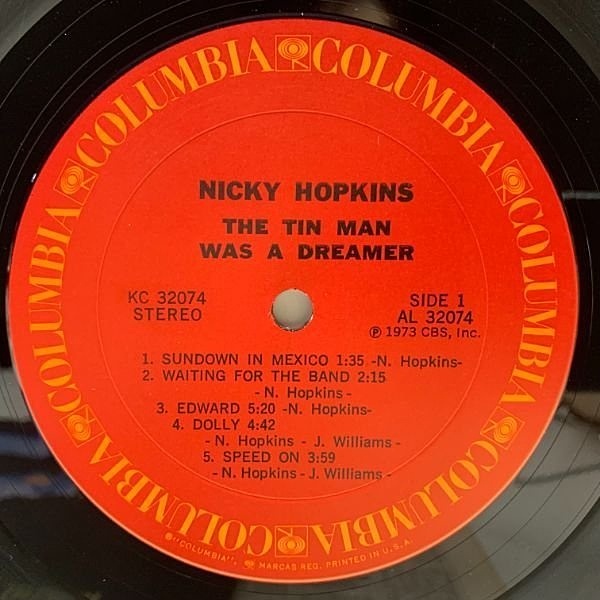 COLUMBIA COLUMBIA COLUMBIA COLUMBIA COLUMBIA COLUMBIA
NICKY HOPKINS
THE TIN MAN
WAS A DREAMER
KC 32074
STEREO
SIDE 1
AL 32074
℗ 1973 CBS, Inc.
1. SUNDOWN IN MEXICO 1:35 -N. Hopkins-
2. WAITING FOR THE BAND 2:15
- N. Hopkins -
3. EDWARD 5:20 -N. Hopkins-
4. DOLLY 4:42
- N. Hopkins - J. Williams -
5. SPEED ON 3:59
- N. Hopkins - J. Williams -
®"COLUMBIA", MARCAS REG. PRINTED IN U.S.A.